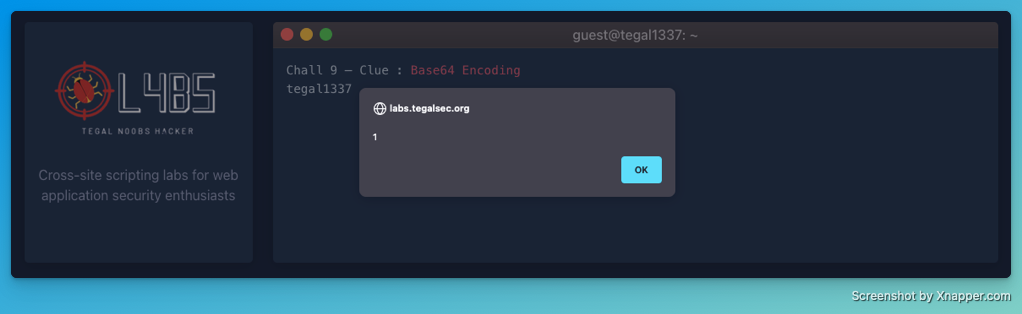 L4BS
TEGAL N00BS HACKER
Cross-site scripting labs for web
application security enthusiasts
guest@tegal1337: ~
Chall 9 — Clue : Base64 Encoding
tegal1337
labs.tegalsec.org
1
OK
Screenshot by Xnapper.com